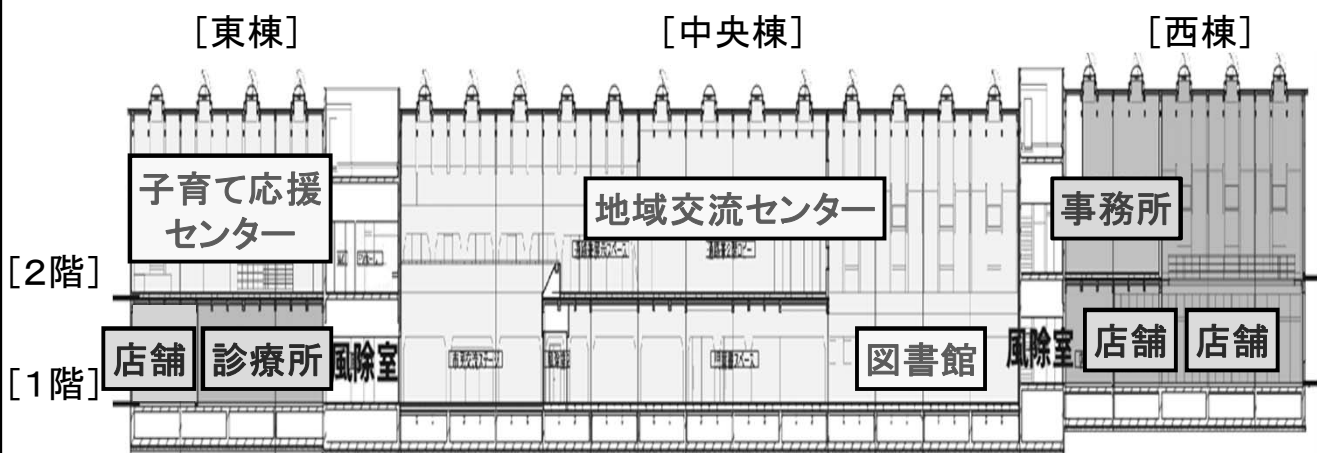 [東棟]
[中央棟]
[西棟]
子育て応援
センター
地域交流センター
事務所
[2階]
店舗
診療所
風除室
図書館
風除室
店舗
店舗
[1階]